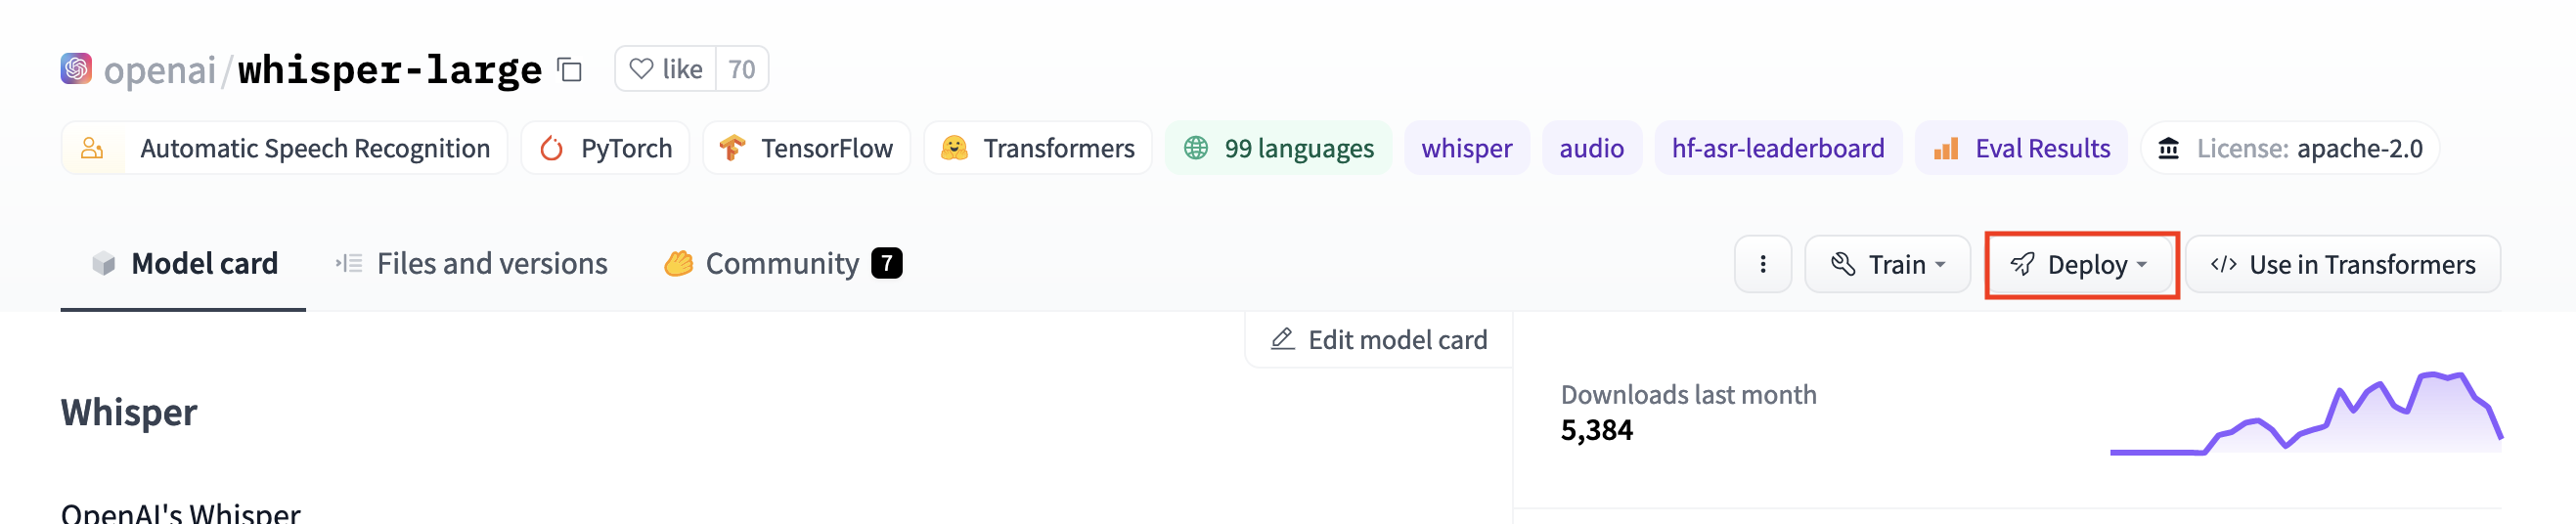 openai/whisper-large like 70
Automatic Speech Recognition PyTorch TensorFlow Transformers 99 languages whisper audio hf-asr-leaderboard Eval Results License: apache-2.0
Model card Files and versions Community 7 Train Deploy </> Use in Transformers
Edit model card
Whisper
Downloads last month
5,384
OpenAI's Whisper